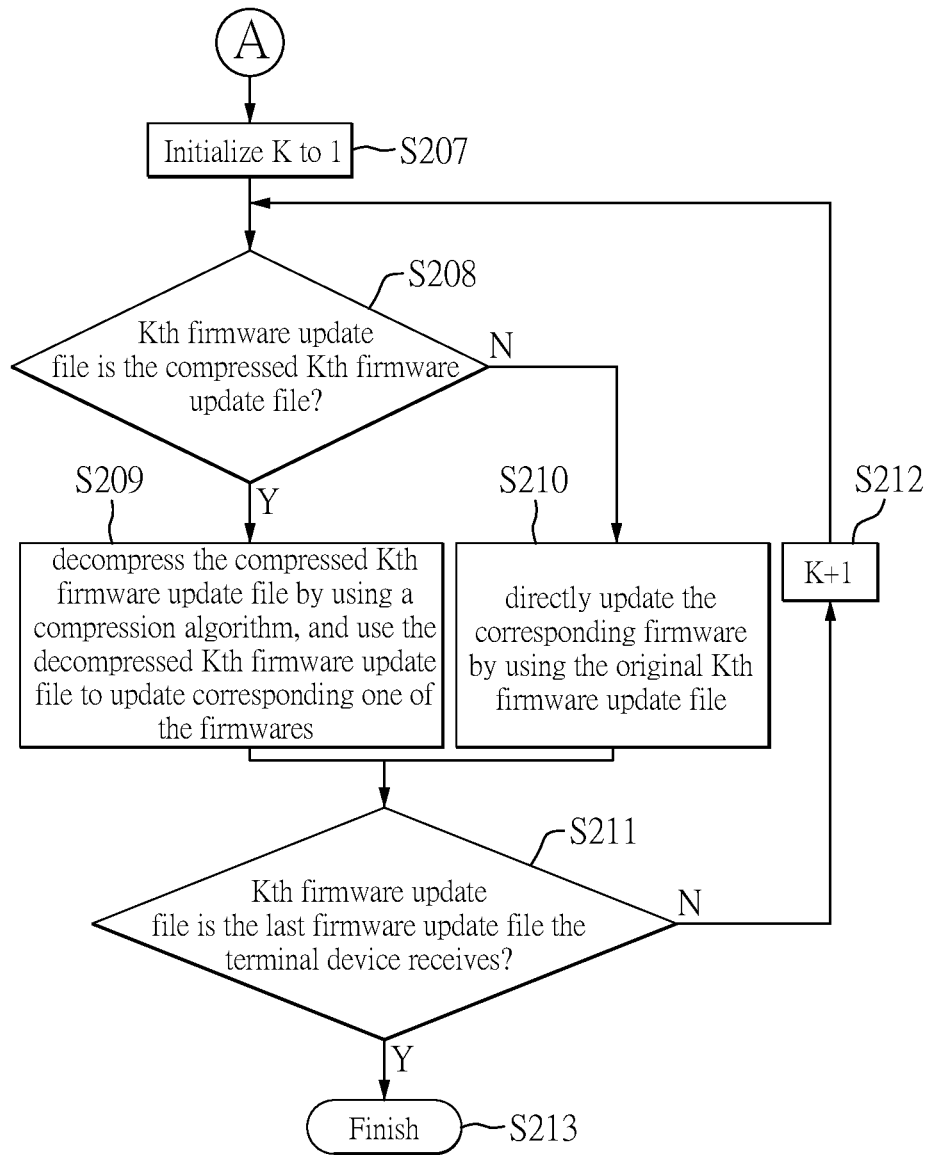 A
Initialize K to 1
S207
S208
Kth firmware update
file is the compressed Kth firmware
update file?
N
Y
S209
decompress the compressed Kth
firmware update file by using a
compression algorithm, and use the
decompressed Kth firmware update
file to update corresponding one of
the firmwares
S210
directly update the
corresponding firmware
by using the original Kth
firmware update file
S212
K+1
S211
Kth firmware update
file is the last firmware update file the
terminal device receives?
N
Y
Finish
S213